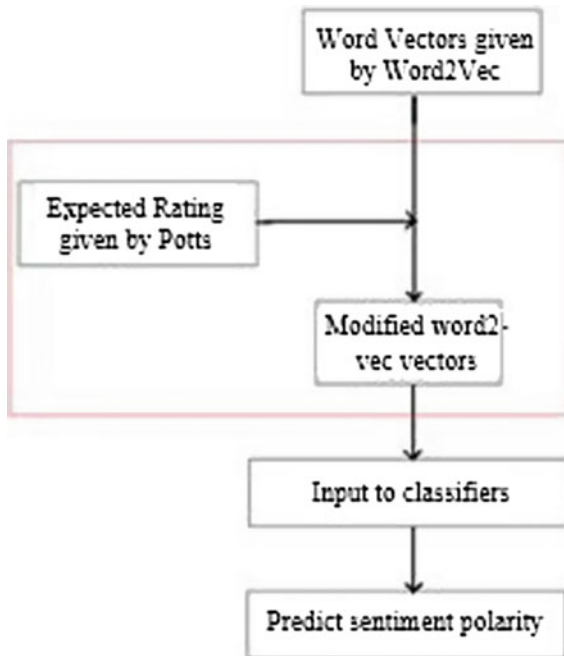 Word Vectors given
by Word2Vec
Expected Rating
given by Potts
Modified word2-
vec vectors
Input to classifiers
Predict sentiment polarity